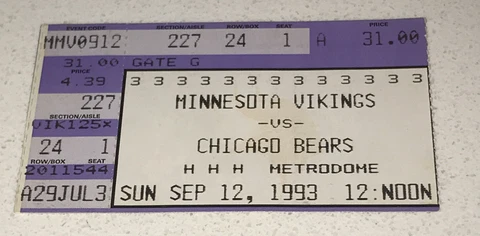 EVENT CODE SECTION/AISLE ROW/BOX SEAT PRICE
MMV0912 227 24 1 A 31.00
31.00 GATE G
PRICE
4.39
3 3 3 3 3 3 3 3 3 3 3 3 3 3
SECTION/AISLE
227
MINNESOTA VIKINGS
VIK125×
-VS-
24 1
CHICAGO BEARS
ROW/BOX SEAT
2011544
H H H METRODOME
A29JUL3
SUN SEP 12, 1993 12:NOON